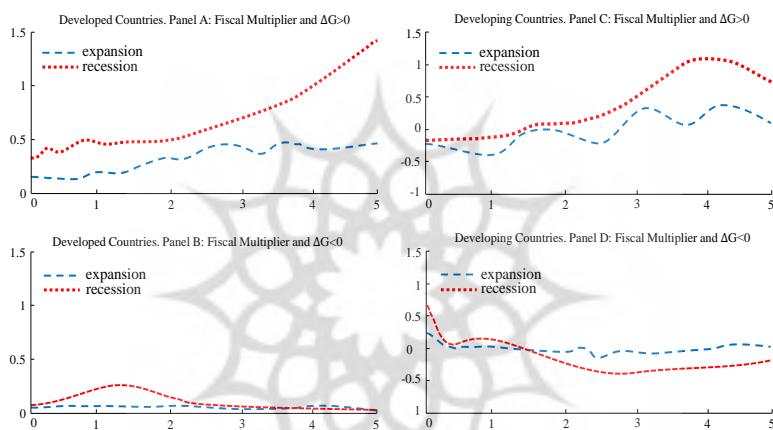 Developed Countries. Panel A: Fiscal Multiplier and ΔG>0
1.5
expansion
recession
1
0.5
0
0 1 2 3 4 5
Developing Countries. Panel C: Fiscal Multiplier and ΔG>0
1.5
expansion
recession
1
0.5
0
-0.5
-1
0 1 2 3 4 5
Developed Countries. Panel B: Fiscal Multiplier and ΔG<0
1.5
expansion
recession
1
0.5
0
0 1 2 3 4 5
Developing Countries. Panel D: Fiscal Multiplier and ΔG<0
1.5
expansion
recession
1
0.5
0
-0.5
1
0 1 2 3 4 5